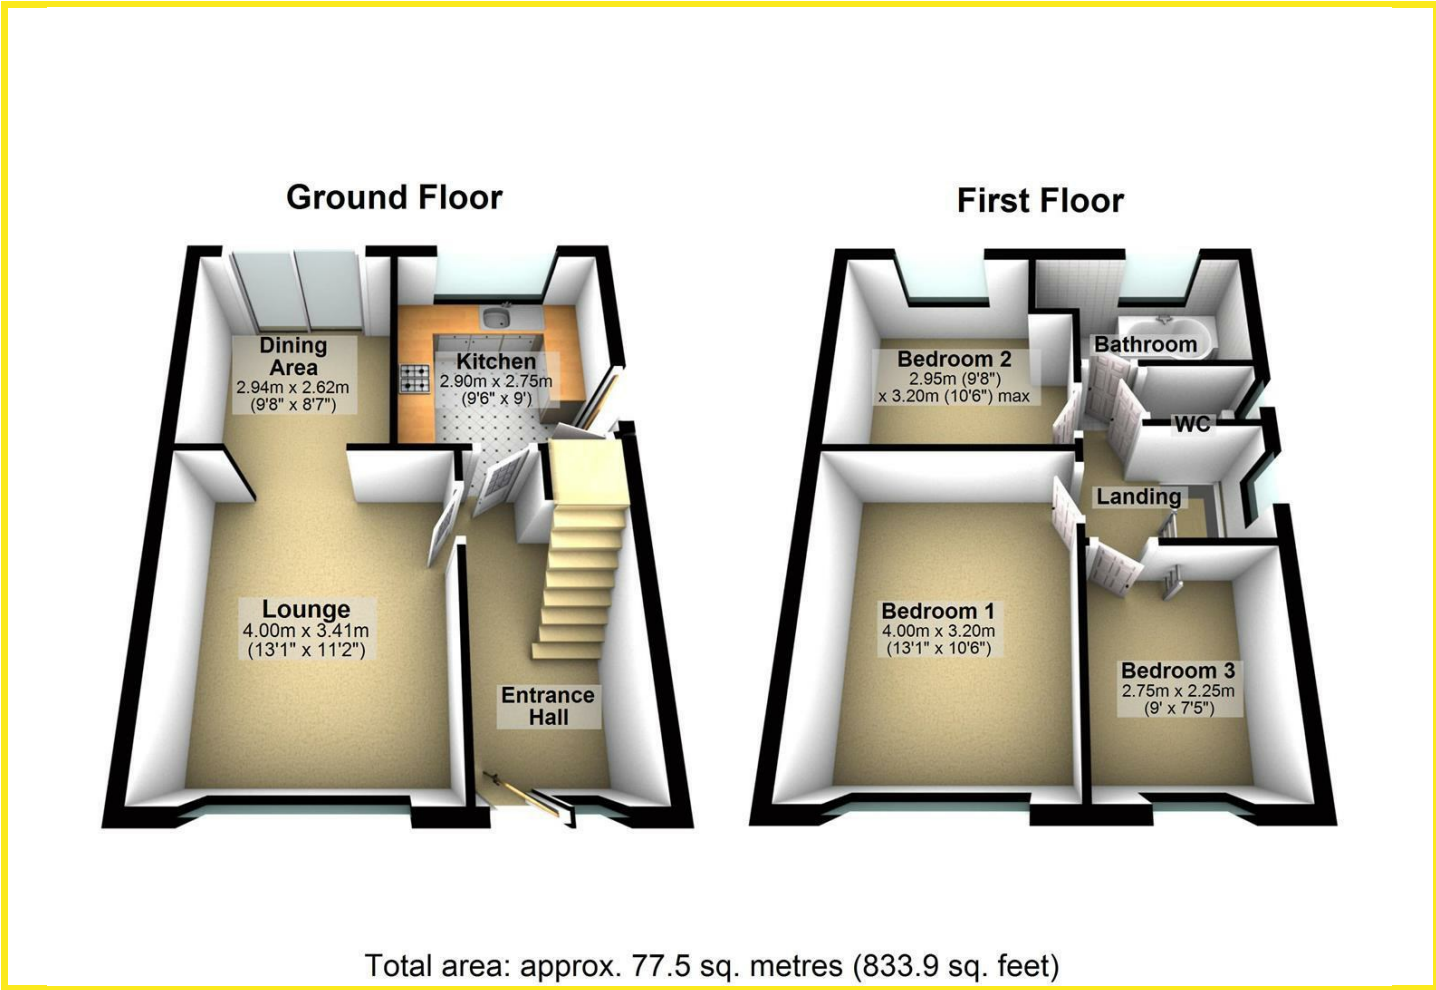 Ground Floor
Dining
Area
2.94m x 2.62m
(9'8" x 8'7")
Kitchen
2.90m x 2.75m
(9'6" x 9')
Lounge
4.00m x 3.41m
(13'1" x 11'2")
Entrance
Hall
First Floor
Bedroom 2
2.95m (9'8")
x 3.20m (10'6") max
Bathroom
WC
Landing
Bedroom 1
4.00m x 3.20m
(13'1" x 10'6")
Bedroom 3
2.75m x 2.25m
(9' x 7'5")
Total area: approx. 77.5 sq. metres (833.9 sq. feet)